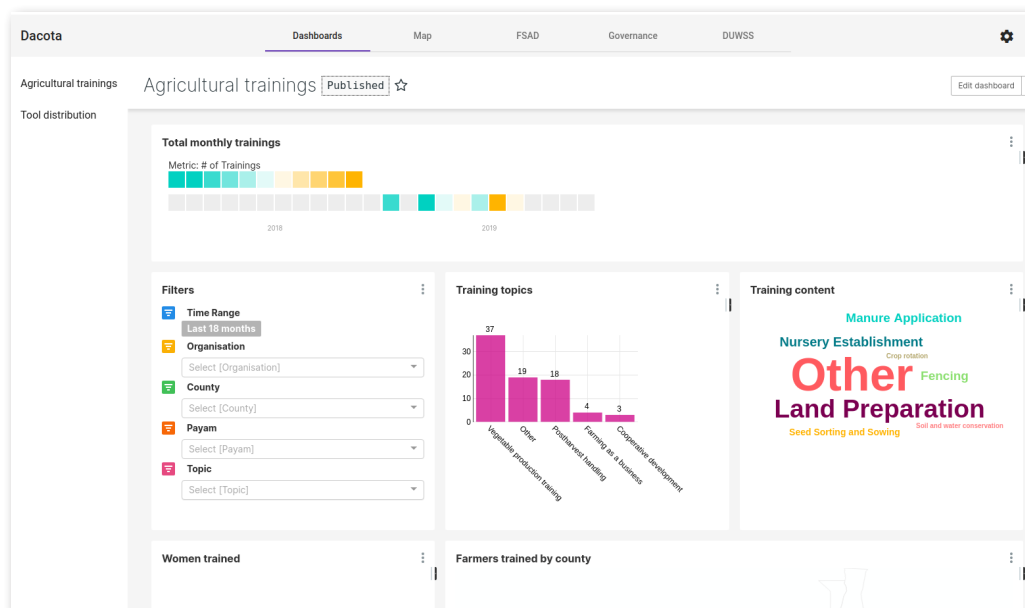 Dacota
Dashboards
Map
FSAD
Governance
DUWSS
Agricultural trainings
Tool distribution
Agricultural trainings Published
Edit dashboard
Total monthly trainings
Metric: # of Trainings
2018
2019
Filters
Time Range
Last 18 months
Organisation
Select [Organisation]
County
Select [County]
Payam
Select [Payam]
Topic
Select [Topic]
Training topics
37
19
18
4
3
30
20
10
0
Vegetable production training
Other
Postharvest handling
Farming as a business
Cooperative development
Training content
Manure Application
Nursery Establishment
Crop rotation
Other
Fencing
Land Preparation
Soil and water conservation
Seed Sorting and Sowing
Women trained
Farmers trained by county